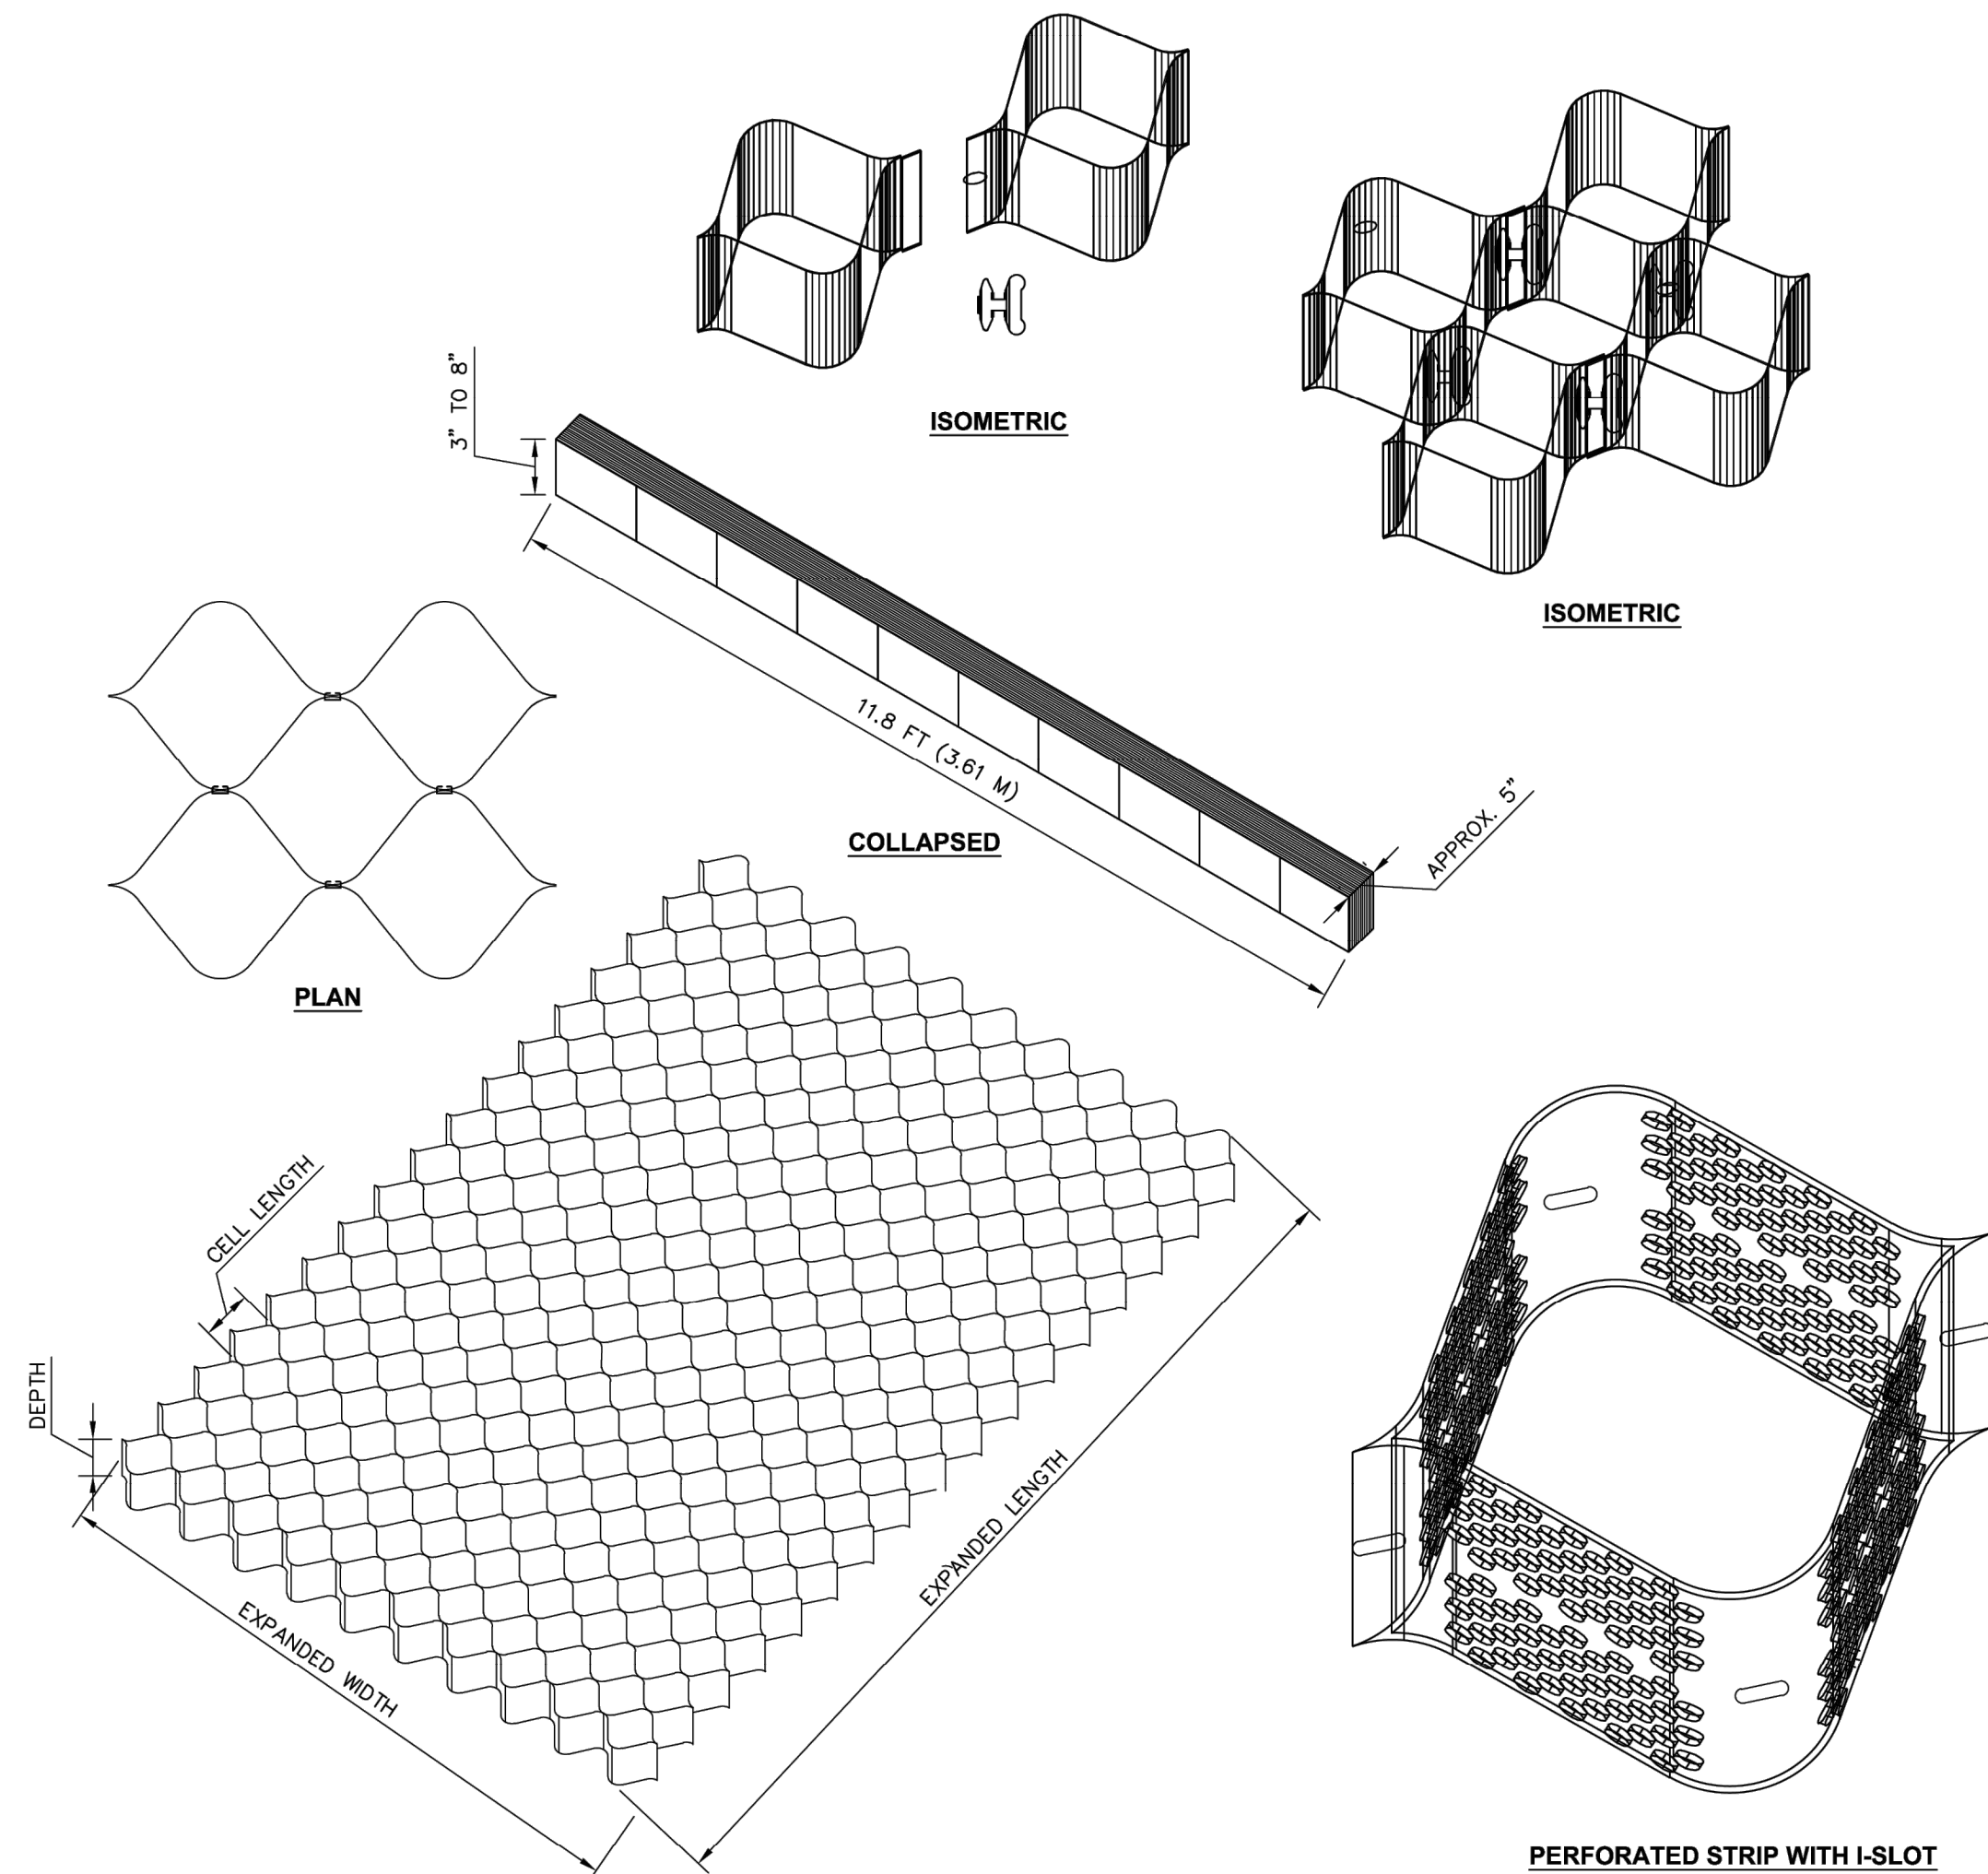 3” TO 8”
ISOMETRIC
ISOMETRIC
11.8 FT (3.61 M)
APPROX. 5”
COLLAPSED
PLAN
CELL LENGTH
DEPTH
EXPANDED WIDTH
EXPANDED LENGTH
PERFORATED STRIP WITH I-SLOT